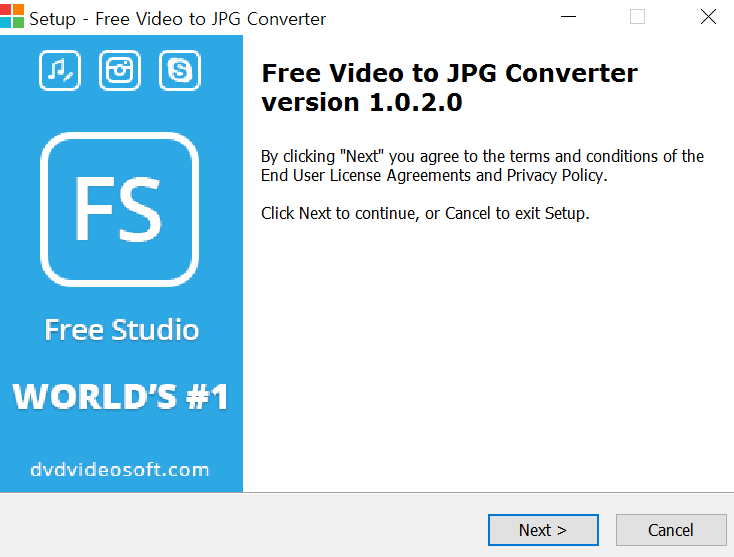 Setup - Free Video to JPG Converter
FS
Free Studio
WORLD'S #1
dvdvideosoft.com
Free Video to JPG Converter
version 1.0.2.0
By clicking "Next" you agree to the terms and conditions of the
End User License Agreements and Privacy Policy.
Click Next to continue, or Cancel to exit Setup.
Next >
Cancel